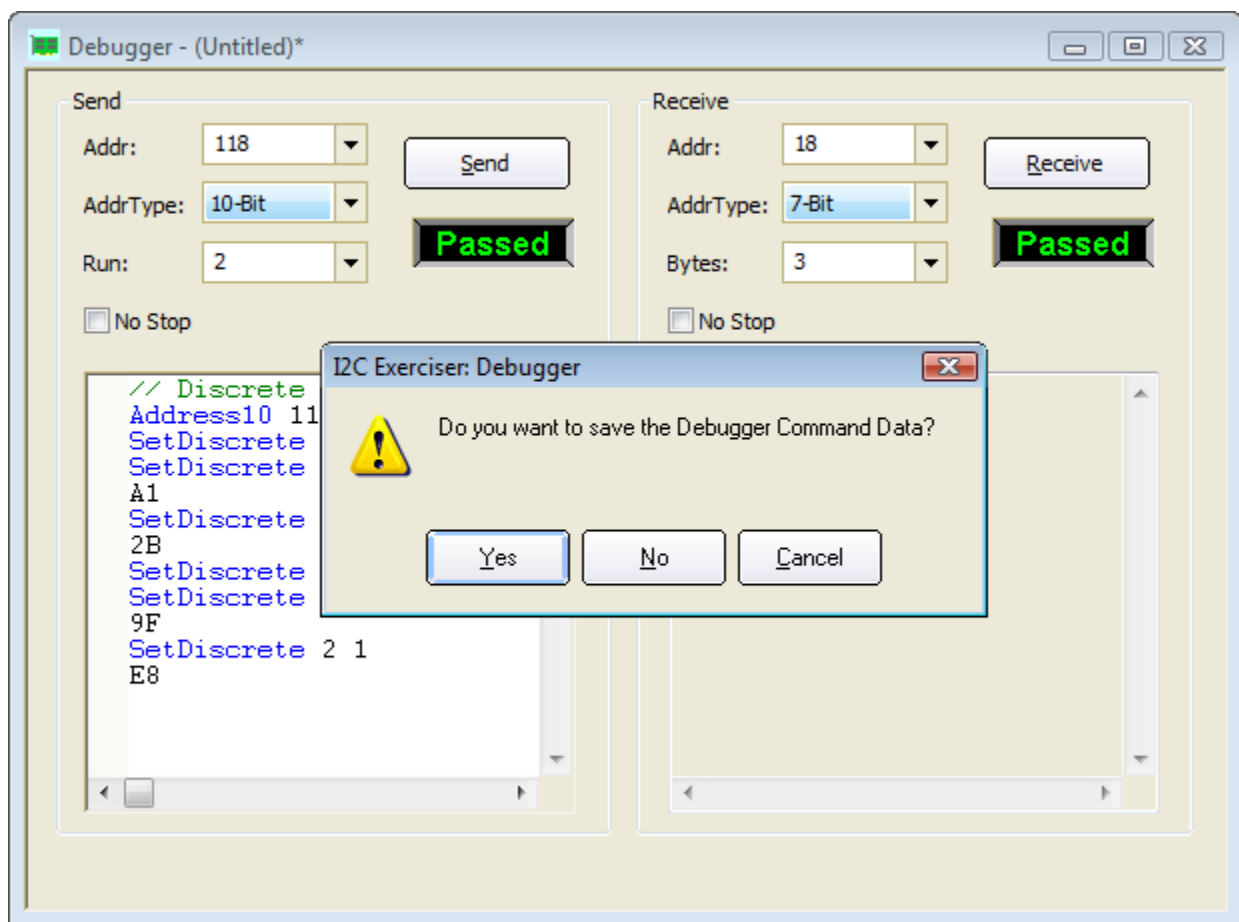 Debugger - (Untitled)*
Send
Addr: 118
Send
AddrType: 10-Bit
Passed
Run: 2
No Stop
Receive
Addr: 18
Receive
AddrType: 7-Bit
Passed
Bytes: 3
No Stop
// Discrete
Address10 11
SetDiscrete
SetDiscrete
A1
SetDiscrete
2B
SetDiscrete
SetDiscrete
9F
SetDiscrete 2 1
E8
I2C Exerciser: Debugger
Do you want to save the Debugger Command Data?
Yes No Cancel